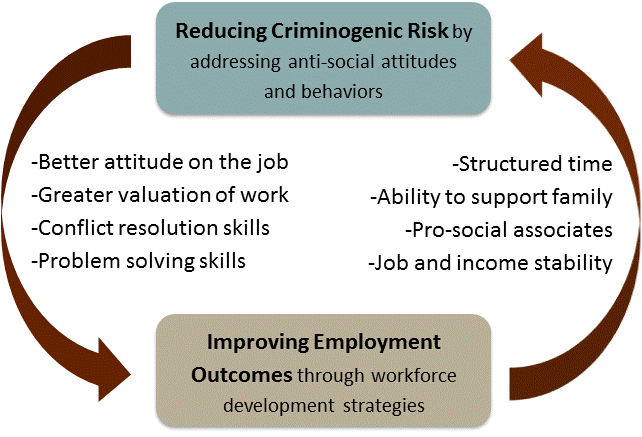 Reducing Criminogenic Risk by
addressing anti-social attitudes
and behaviors
-Better attitude on the job
-Greater valuation of work
-Conflict resolution skills
-Problem solving skills
-Structured time
-Ability to support family
-Pro-social associates
-Job and income stability
Improving Employment
Outcomes through workforce
development strategies